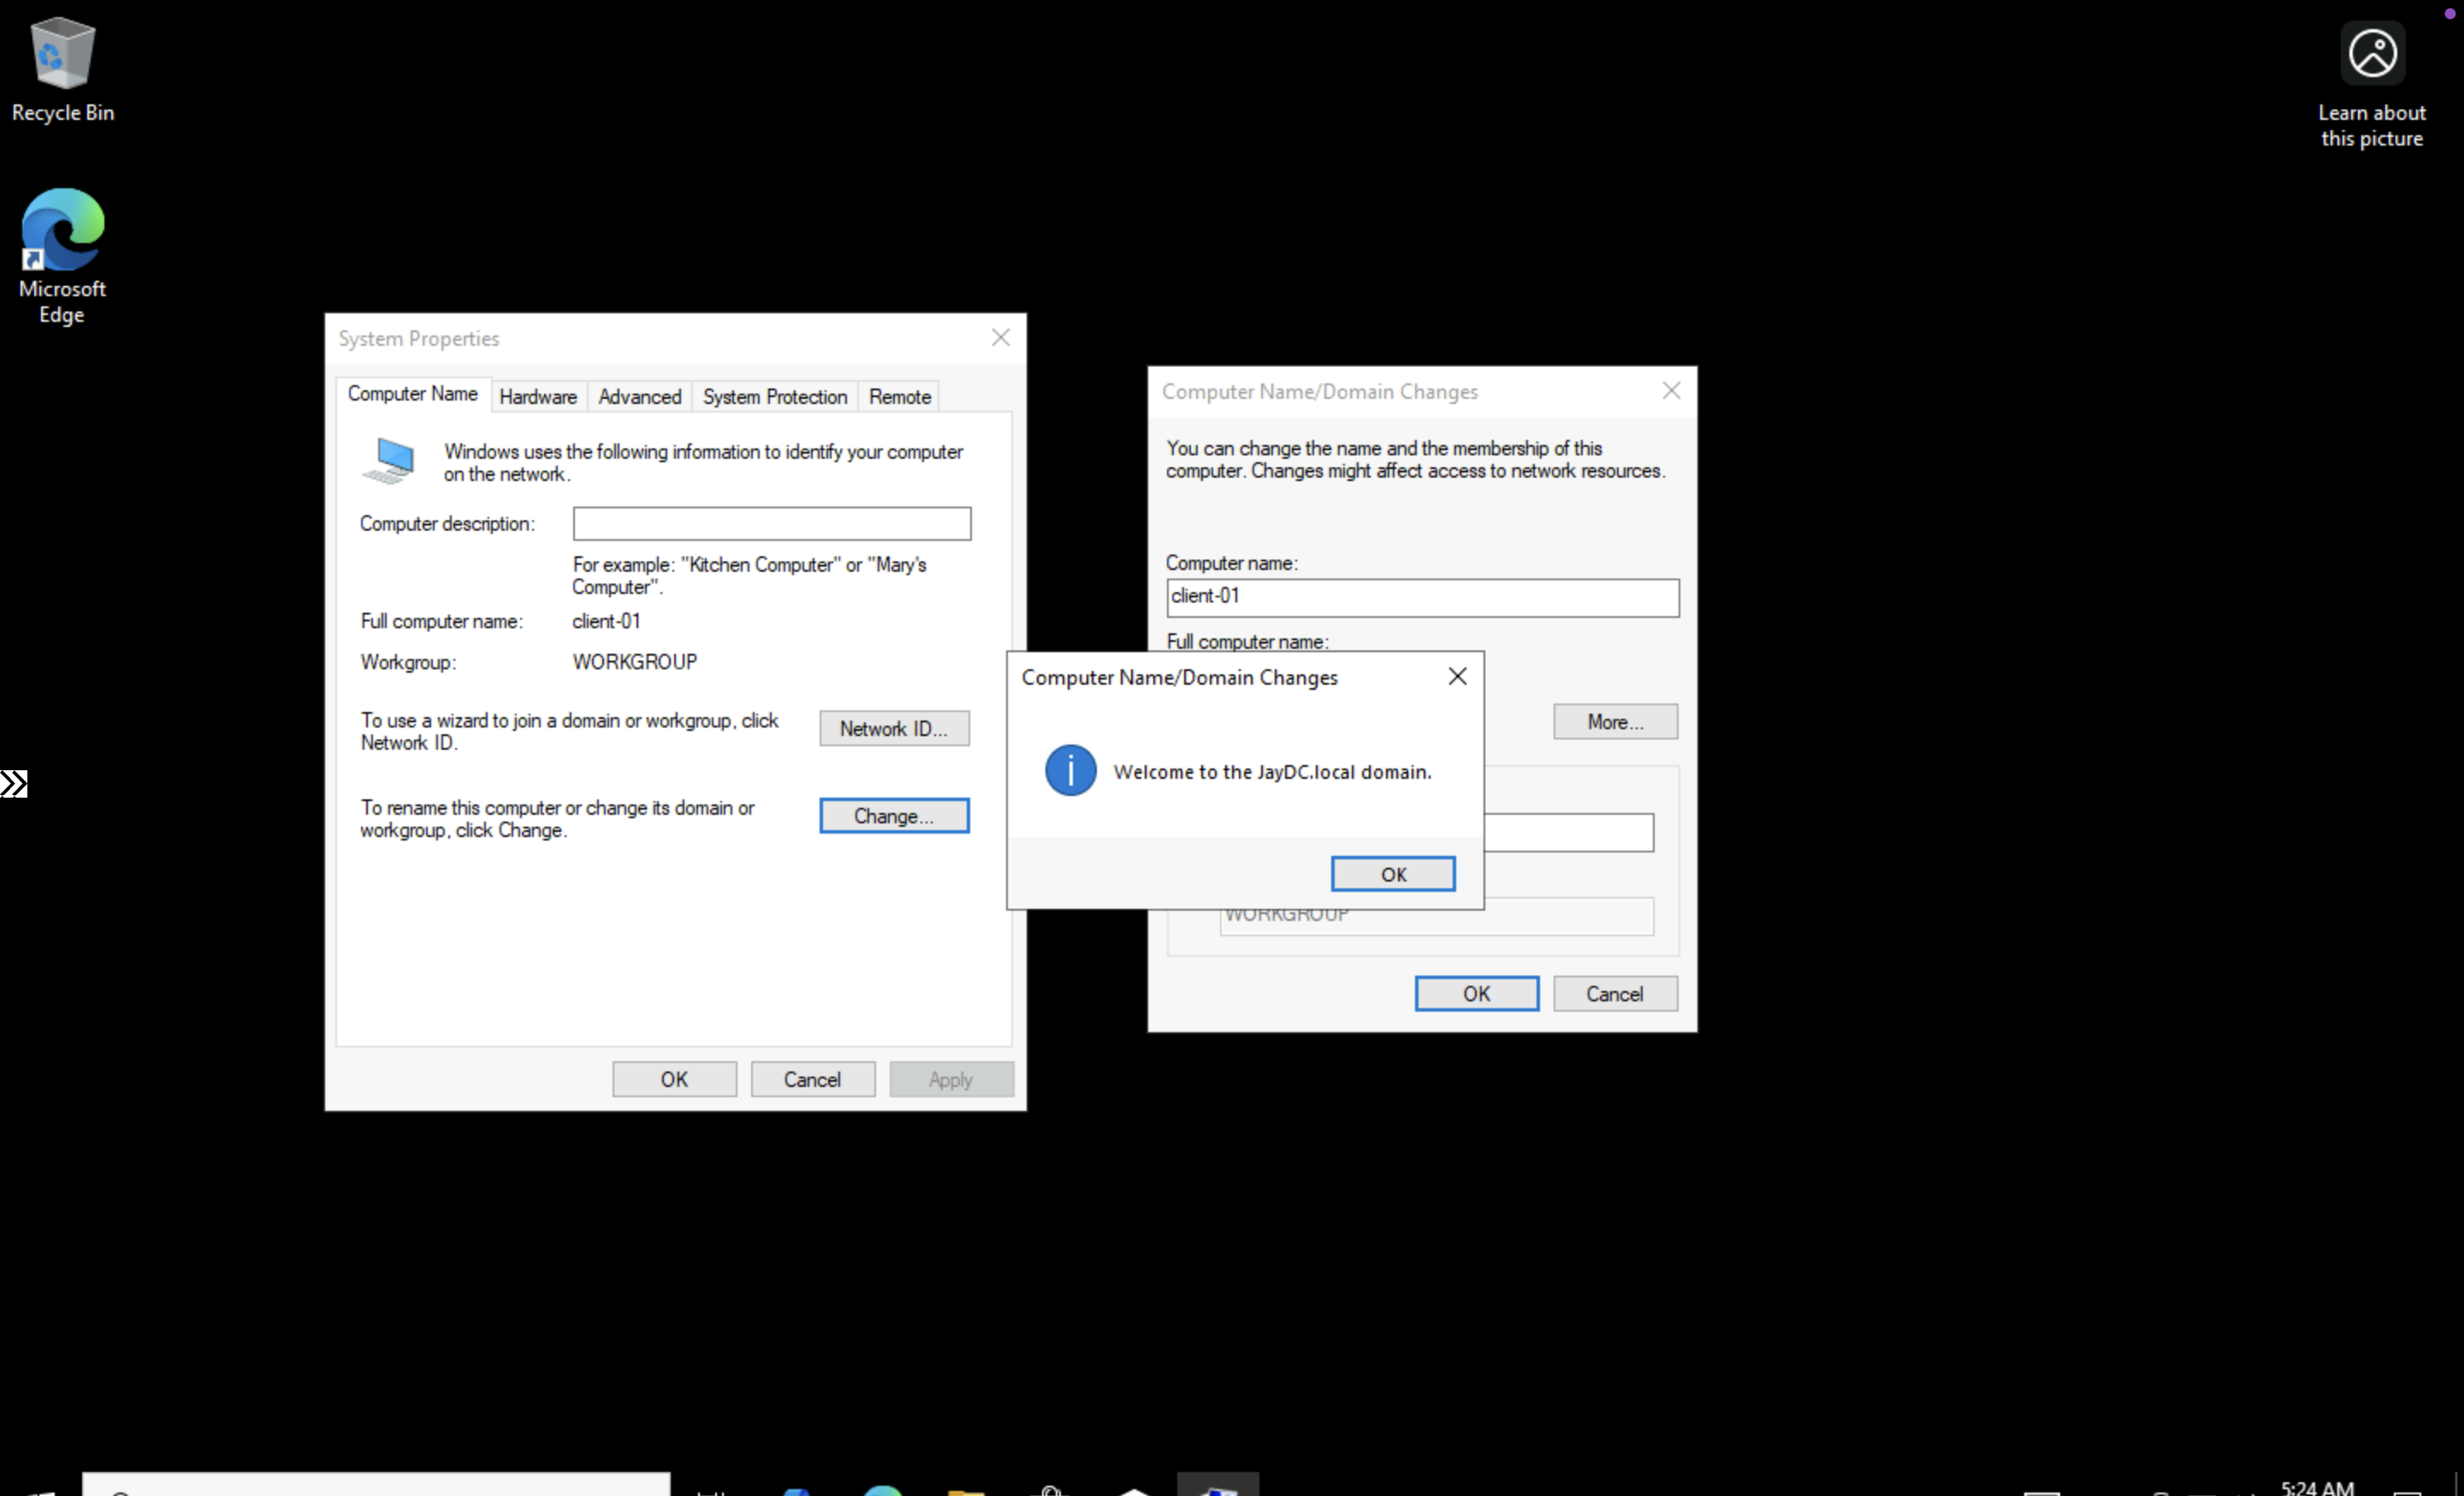 Recycle Bin
Microsoft
Edge
Learn about
this picture
System Properties
Computer Name
Hardware
Advanced
System Protection
Remote
Windows uses the following information to identify your computer
on the network.
Computer description:
For example: "Kitchen Computer" or "Mary's
Computer".
Full computer name:
client-01
Workgroup:
WORKGROUP
To use a wizard to join a domain or workgroup, click
Network ID.
Network ID...
To rename this computer or change its domain or
workgroup, click Change.
Change...
OK
Cancel
Apply
Computer Name/Domain Changes
You can change the name and the membership of this
computer. Changes might affect access to network resources.
Computer name:
client-01
Full computer name:
More...
Computer Name/Domain Changes
Welcome to the JayDC.local domain.
OK
WORKGROUP
OK
Cancel
5:24 AM